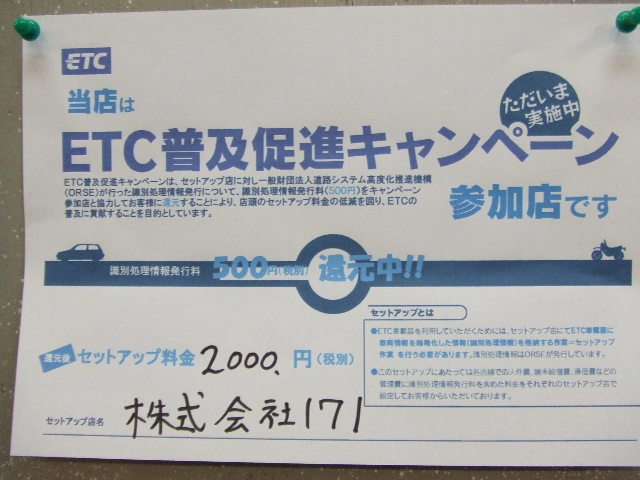 ETC
当店は
ただいま
実施中
ETC普及促進キャンペーン
ETC普及促進キャンペーンは、セットアップ店に対し一般財団法人道路システム高度化推進機構
(ORSE)が行った識別処理情報発行について、識別処理情報発行料(500円)をキャンペーン
参加店と協力してお客様に還元することにより、店頭のセットアップ料金の低減を図り、ETCの
普及に貢献することを目的としています。
参加店です
識別処理情報発行料 500円(税別) 還元中!!
セットアップとは
●ETC車載器を利用していただくためには、セットアップ店にてETC車載器に
車両情報を暗号化した情報(識別処理情報)を格納する作業=セットアップ
作業 を行う必要があります。識別処理情報はORSEが発行しています。
●このセットアップにあたっては各店舗での人件費、端末設備費、通信費などの
管理費に識別処理情報発行料を含めた料金をそれぞれのセットアップ店で
設定してお客様からいただいております。
還元後 セットアップ料金 2000. 円(税別)
セットアップ店名 株式会社171